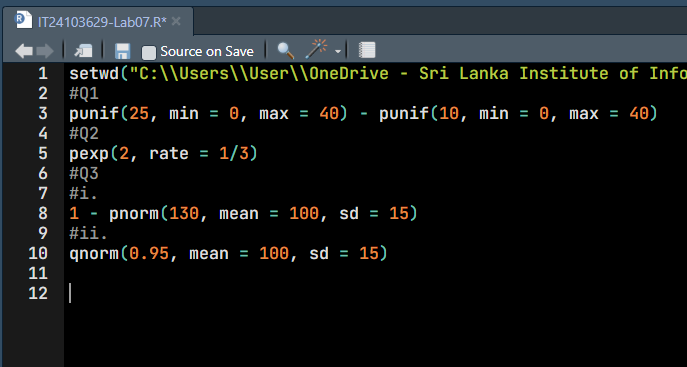 IT24103629-Lab07.R*
Source on Save
1 setwd("C:\\Users\\User\\OneDrive - Sri Lanka Institute of Info
2 #Q1
3 punif(25, min = 0, max = 40) - punif(10, min = 0, max = 40)
4 #Q2
5 pexp(2, rate = 1/3)
6 #Q3
7 #i.
8 1 - pnorm(130, mean = 100, sd = 15)
9 #ii.
10 qnorm(0.95, mean = 100, sd = 15)
11
12